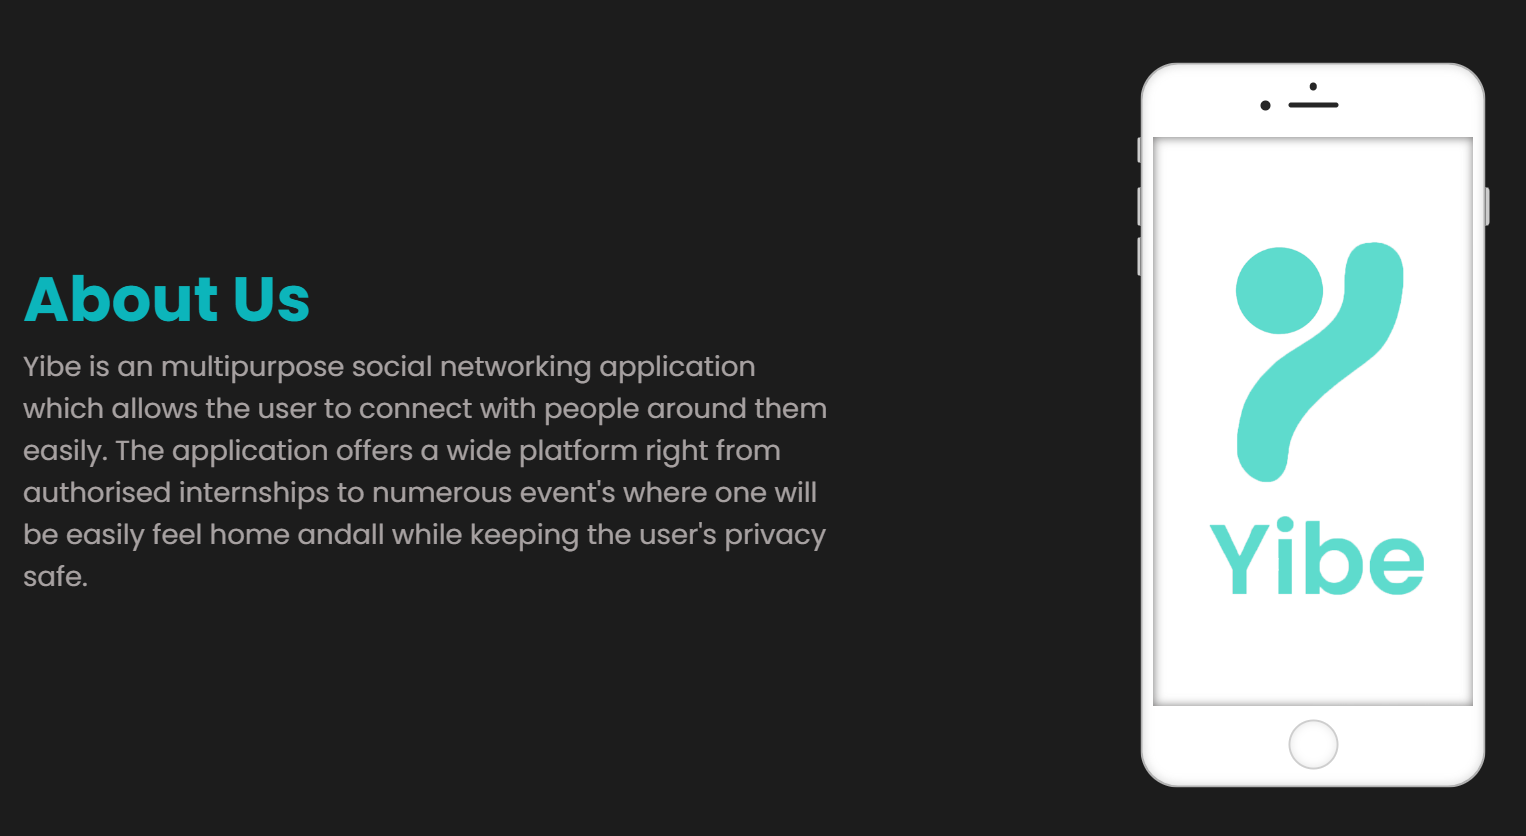 About Us
Yibe is an multipurpose social networking application
which allows the user to connect with people around them
easily. The application offers a wide platform right from
authorised internships to numerous event's where one will
be easily feel home andall while keeping the user's privacy
safe.
Yibe